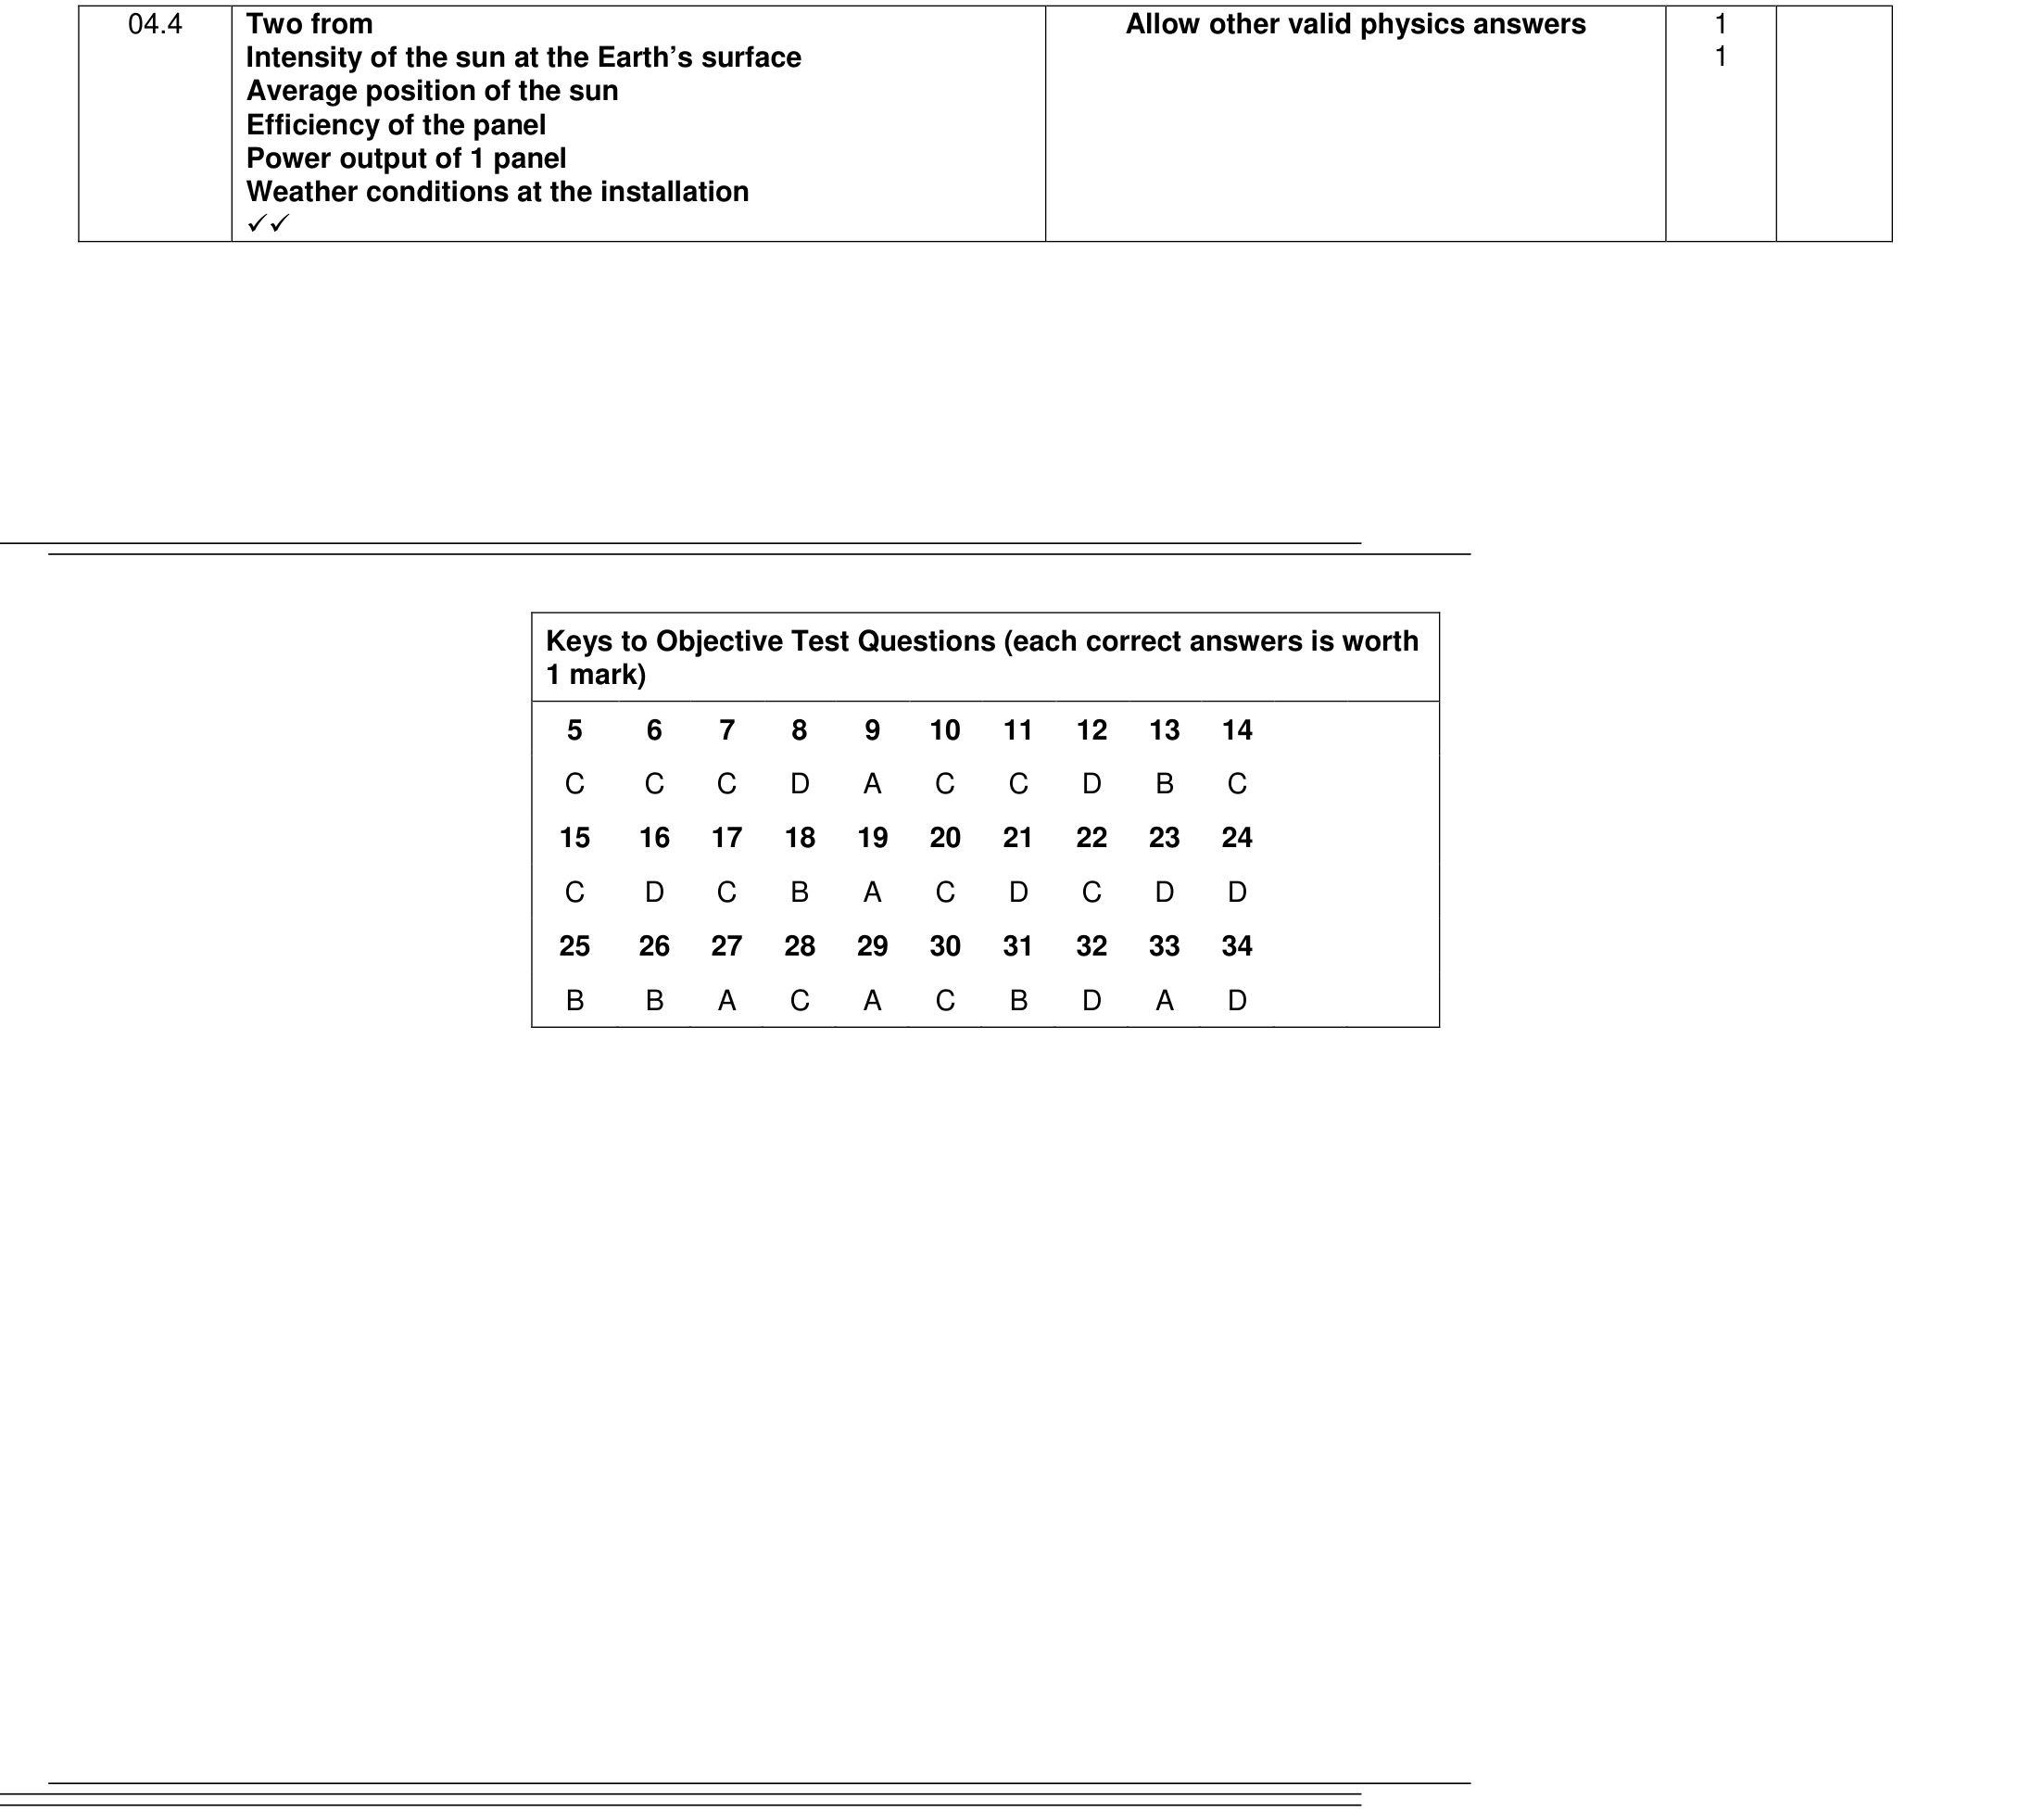 04.4 Two from Allow other valid physics answers 1
Intensity of the sun at the Earth’s surface 1
Average position of the sun
Efficiency of the panel
Power output of 1 panel
Weather conditions at the installation
✓✓
Keys to Objective Test Questions (each correct answers is worth
1 mark)
5 6 7 8 9 10 11 12 13 14
C C C D A C C D B C
15 16 17 18 19 20 21 22 23 24
C D C B A C D C D D
25 26 27 28 29 30 31 32 33 34
B B A C A C B D A D